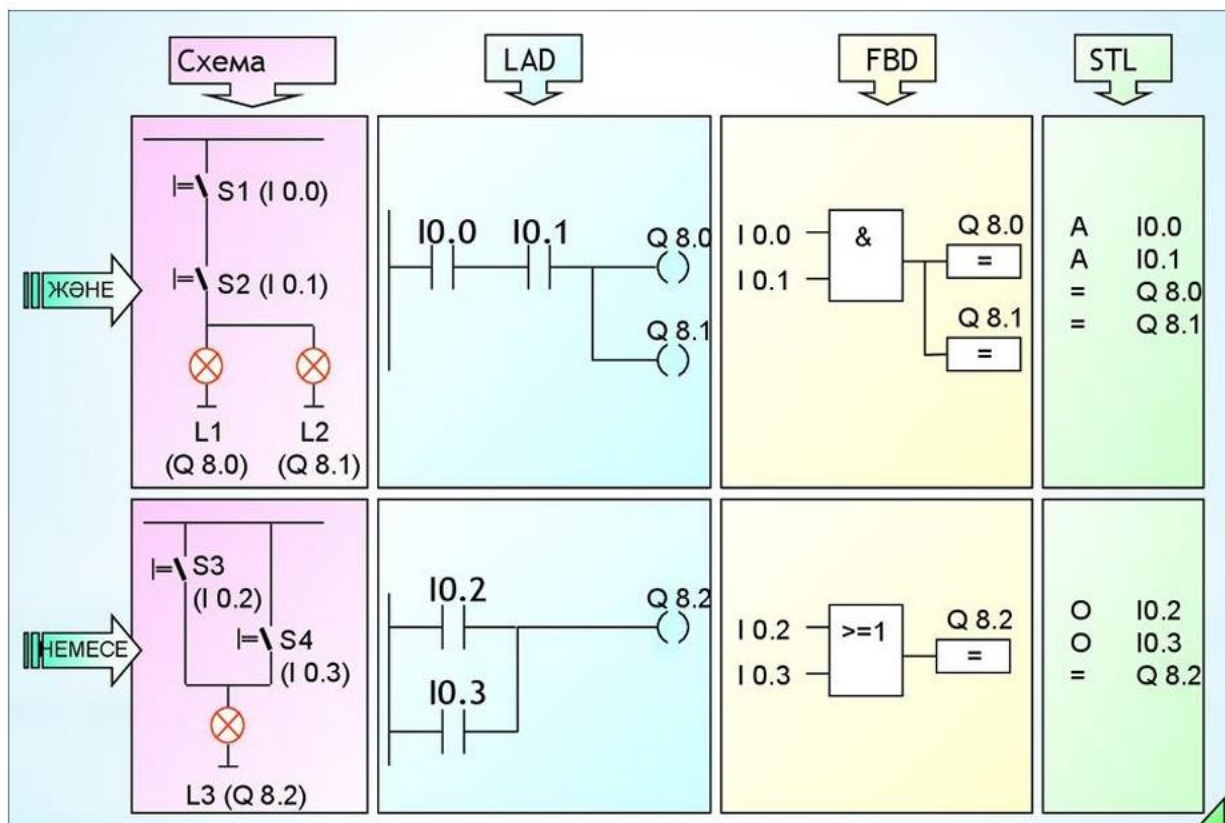 Схема
LAD
FBD
STL
ЖӘНЕ
S1 (I 0.0)
S2 (I 0.1)
L1
(Q 8.0)
L2
(Q 8.1)
I0.0
I0.1
Q 8.0
Q 8.1
I 0.0
I 0.1
&
Q 8.0
=
Q 8.1
=
A I0.0
A I0.1
= Q 8.0
= Q 8.1
НЕМЕСЕ
S3
(I 0.2)
S4
(I 0.3)
L3 (Q 8.2)
I0.2
I0.3
Q 8.2
I 0.2
I 0.3
>=1
Q 8.2
=
O I0.2
O I0.3
= Q 8.2